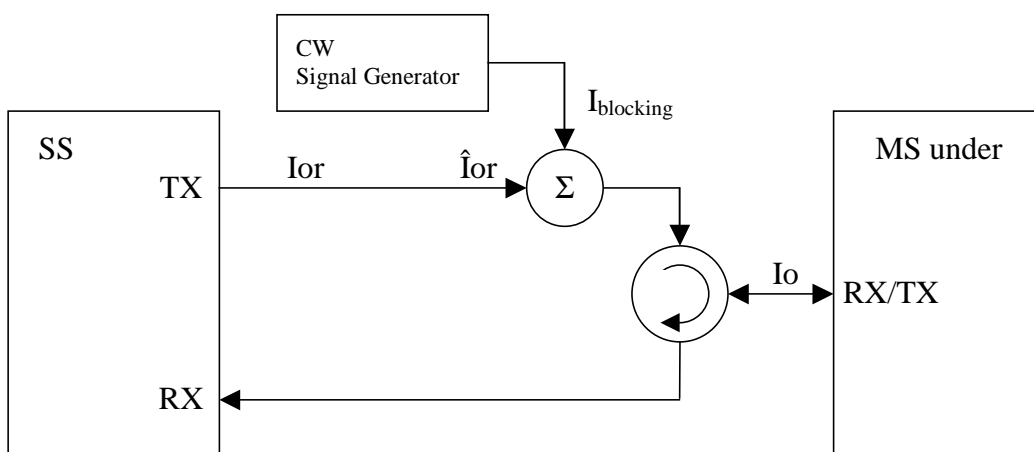 CW
Signal Generator
I_blocking
SS
MS under
TX
Ior
Îor
Σ
Io
RX/TX
RX